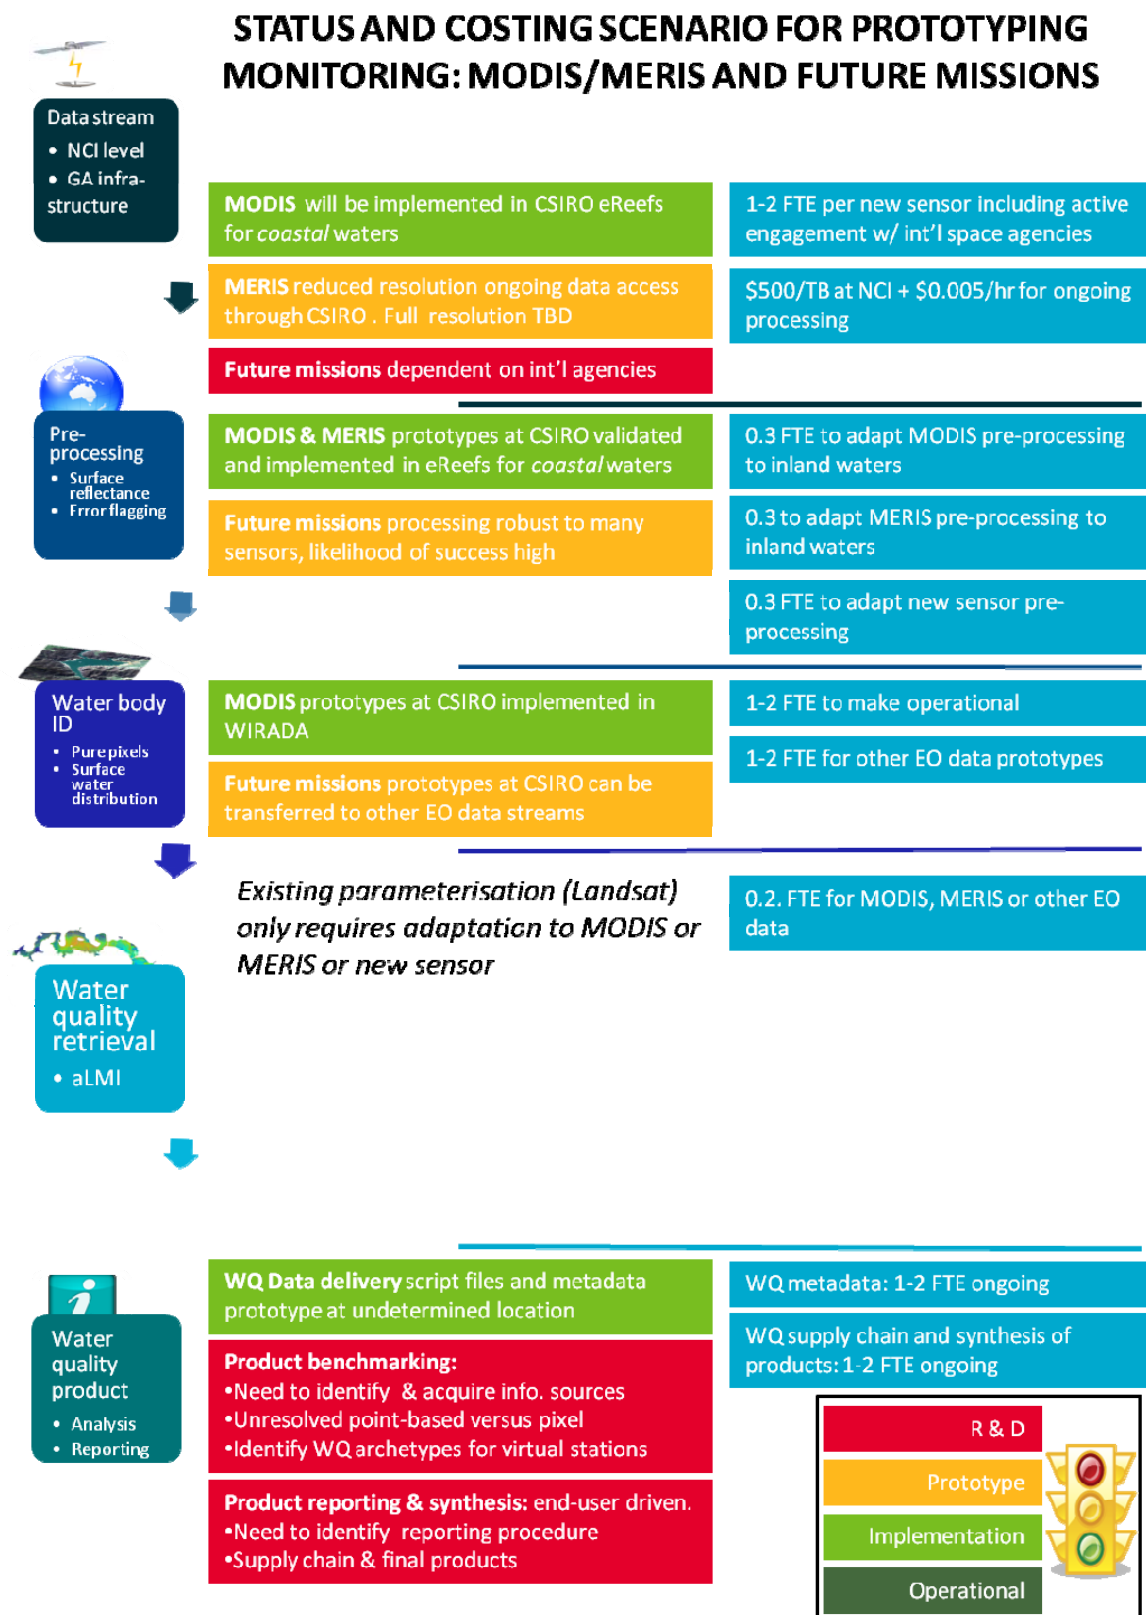 STATUS AND COSTING SCENARIO FOR PROTOTYPING
MONITORING: MODIS/MERIS AND FUTURE MISSIONS
Data stream
• NCI level
• GA infra-
structure
MODIS will be implemented in CSIRO eReefs
for coastal waters
1-2 FTE per new sensor including active
engagement w/ int'l space agencies
MERIS reduced resolution ongoing data access
through CSIRO . Full resolution TBD
$500/TB at NCI + $0.005/hr for ongoing
processing
Future missions dependent on int'l agencies
Pre-
processing
• Surface
reflectance
• Error flagging
MODIS & MERIS prototypes at CSIRO validated
and implemented in eReefs for coastal waters
0.3 FTE to adapt MODIS pre-processing
to inland waters
Future missions processing robust to many
sensors, likelihood of success high
0.3 to adapt MERIS pre-processing to
inland waters
0.3 FTE to adapt new sensor pre-
processing
Water body
ID
• Pure pixels
• Surface
water
distribution
MODIS prototypes at CSIRO implemented in
WIRADA
1-2 FTE to make operational
1-2 FTE for other EO data prototypes
Future missions prototypes at CSIRO can be
transferred to other EO data streams
Existing parameterisation (Landsat)
only requires adaptation to MODIS or
MERIS or new sensor
0.2. FTE for MODIS, MERIS or other EO
data
Water
quality
retrieval
• aLMI
Water
quality
product
• Analysis
• Reporting
WQ Data delivery script files and metadata
prototype at undetermined location
WQ metadata: 1-2 FTE ongoing
WQ supply chain and synthesis of
products: 1-2 FTE ongoing
Product benchmarking:
•Need to identify & acquire info. sources
•Unresolved point-based versus pixel
•Identify WQ archetypes for virtual stations
Product reporting & synthesis: end-user driven.
•Need to identify reporting procedure
•Supply chain & final products
R & D
Prototype
Implementation
Operational